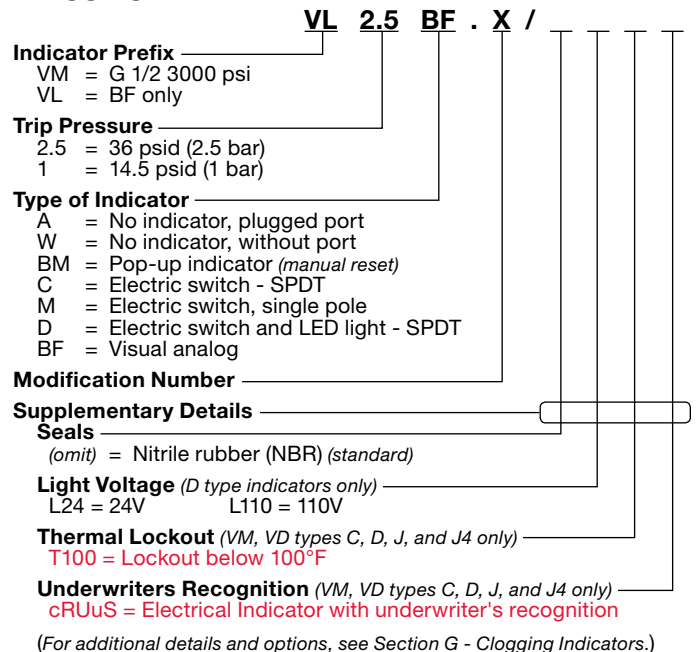 VL 2.5 BF . X /
Indicator Prefix
VM = G 1/2 3000 psi
VL = BF only
Trip Pressure
2.5 = 36 psid (2.5 bar)
1 = 14.5 psid (1 bar)
Type of Indicator
A = No indicator, plugged port
W = No indicator, without port
BM = Pop-up indicator (manual reset)
C = Electric switch - SPDT
M = Electric switch, single pole
D = Electric switch and LED light - SPDT
BF = Visual analog
Modification Number
Supplementary Details
Seals
(omit) = Nitrile rubber (NBR) (standard)
Light Voltage (D type indicators only)
L24 = 24V L110 = 110V
Thermal Lockout (VM, VD types C, D, J, and J4 only)
T100 = Lockout below 100°F
Underwriters Recognition (VM, VD types C, D, J, and J4 only)
cRUuS = Electrical Indicator with underwriter's recognition
(For additional details and options, see Section G - Clogging Indicators.)